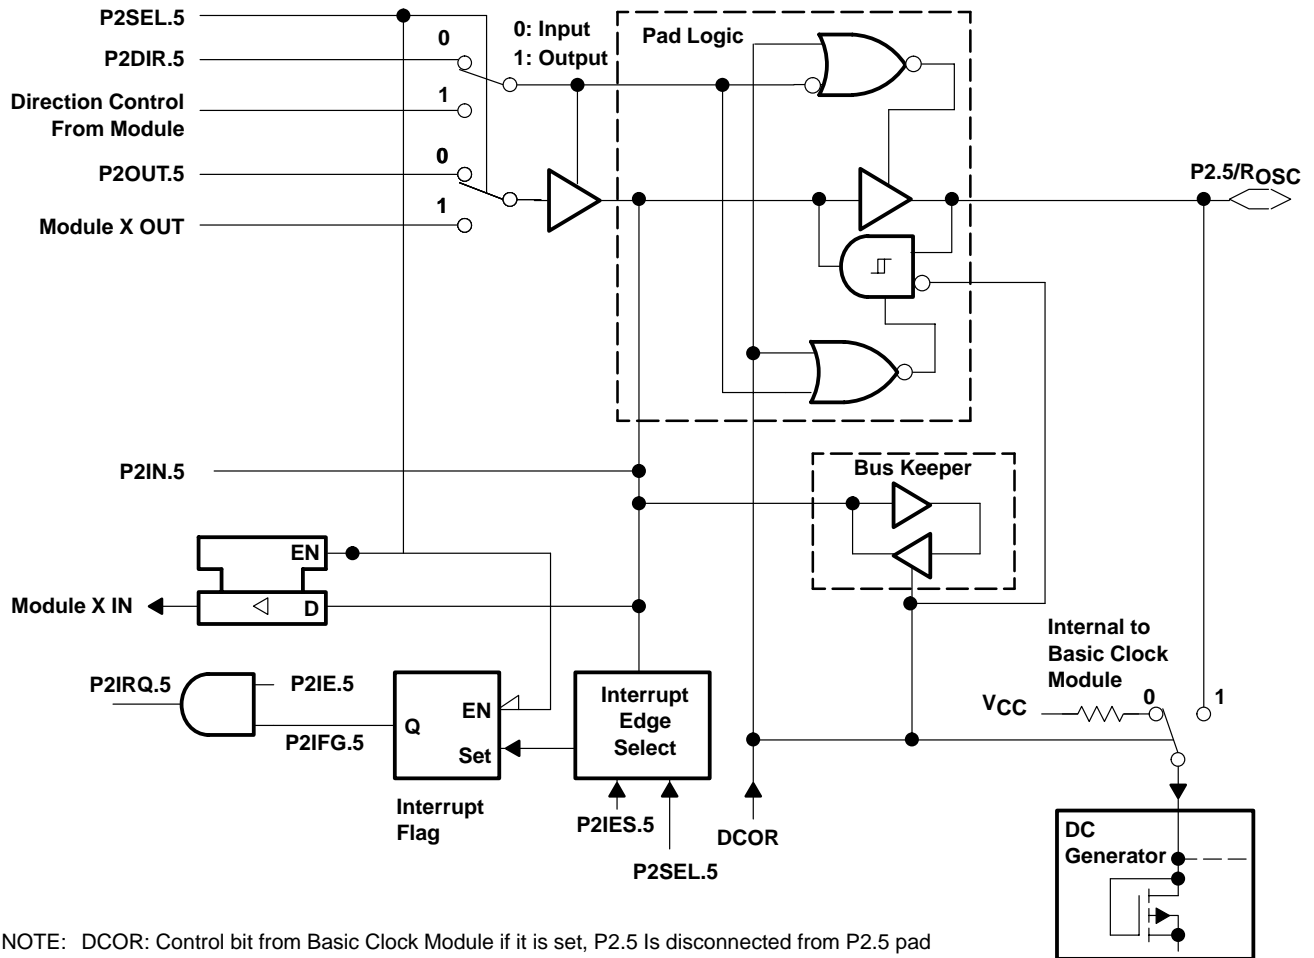 P2SEL.5
0
P2DIR.5
Direction Control
From Module
1
0: Input
1: Output
Pad Logic
P2OUT.5
0
Module X OUT
1
P2.5/ROSC
P2IN.5
Bus Keeper
EN
D
Module X IN
P2IRQ.5
P2IE.5
P2IFG.5
EN
Q
Set
Interrupt
Flag
Interrupt
Edge
Select
P2IES.5
P2SEL.5
DCOR
Internal to
Basic Clock
Module
VCC
0
1
DC
Generator
NOTE: DCOR: Control bit from Basic Clock Module if it is set, P2.5 Is disconnected from P2.5 pad